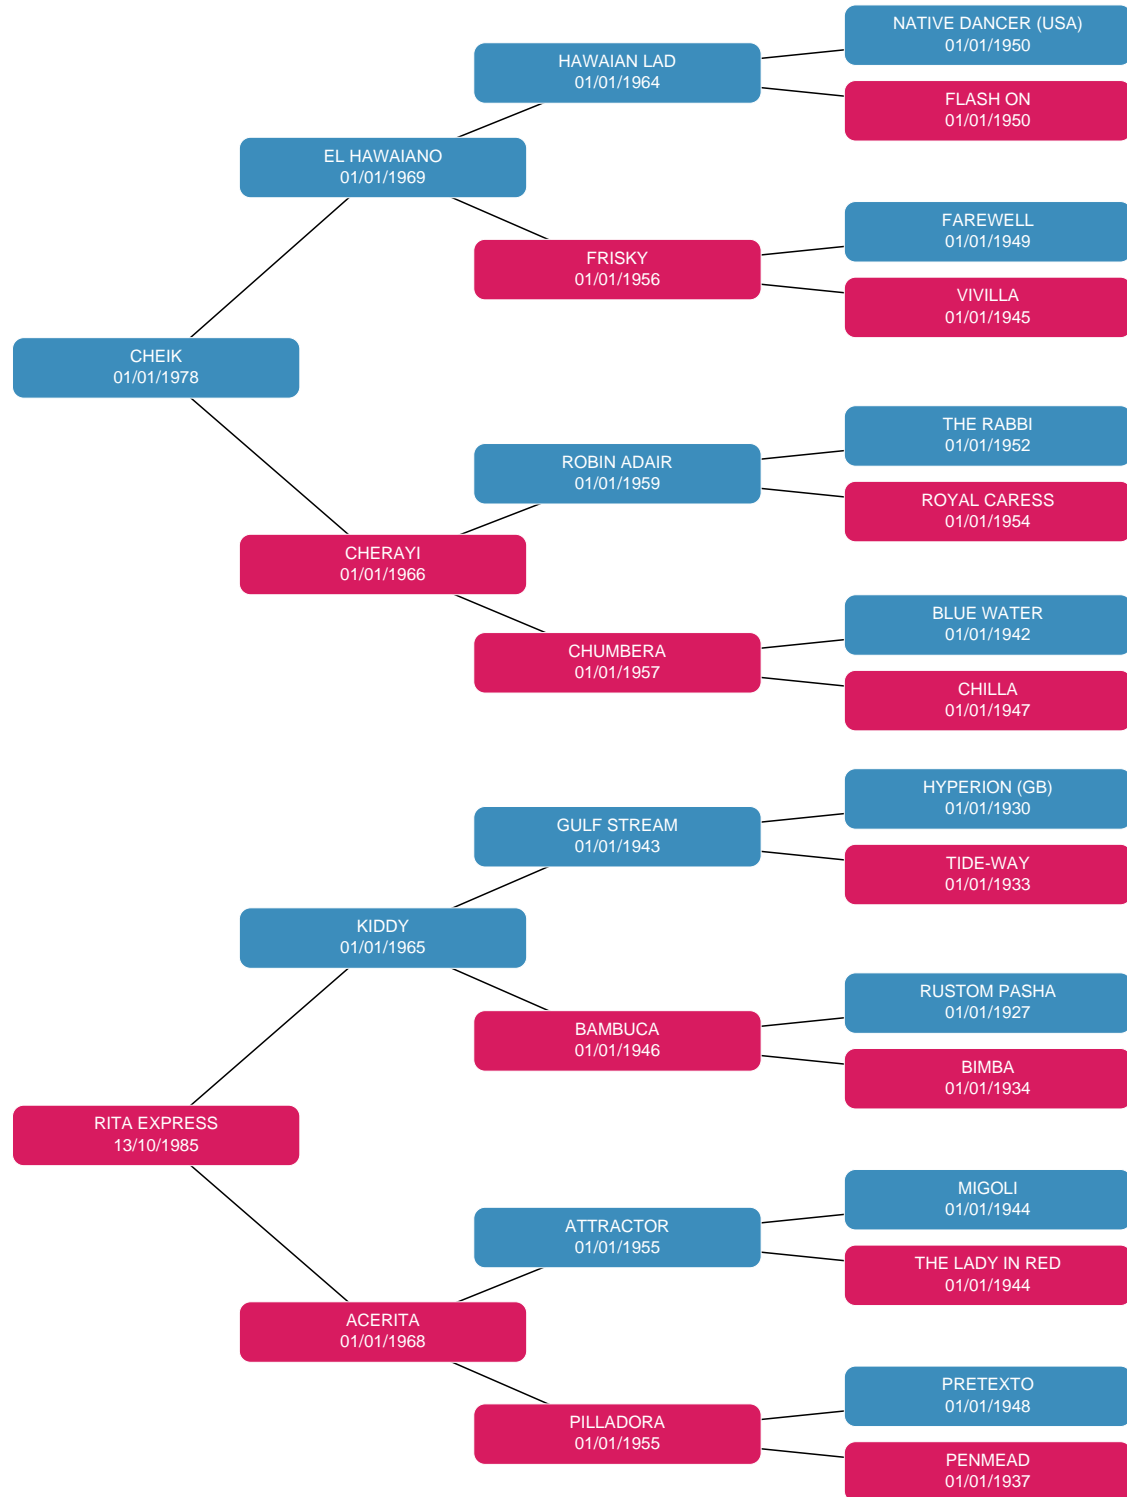 NATIVE DANCER (USA)
01/01/1950
HAWAIAN LAD
01/01/1964
FLASH ON
01/01/1950
EL HAWAIANO
01/01/1969
FAREWELL
01/01/1949
FRISKY
01/01/1956
VIVILLA
01/01/1945
CHEIK
01/01/1978
THE RABBI
01/01/1952
ROBIN ADAIR
01/01/1959
ROYAL CARESS
01/01/1954
CHERAYI
01/01/1966
BLUE WATER
01/01/1942
CHUMBERA
01/01/1957
CHILLA
01/01/1947
HYPERION (GB)
01/01/1930
GULF STREAM
01/01/1943
TIDE-WAY
01/01/1933
KIDDY
01/01/1965
RUSTOM PASHA
01/01/1927
BAMBUCA
01/01/1946
BIMBA
01/01/1934
RITA EXPRESS
13/10/1985
MIGOLI
01/01/1944
ATTRACTOR
01/01/1955
THE LADY IN RED
01/01/1944
ACERITA
01/01/1968
PRETEXTO
01/01/1948
PILLADORA
01/01/1955
PENMEAD
01/01/1937